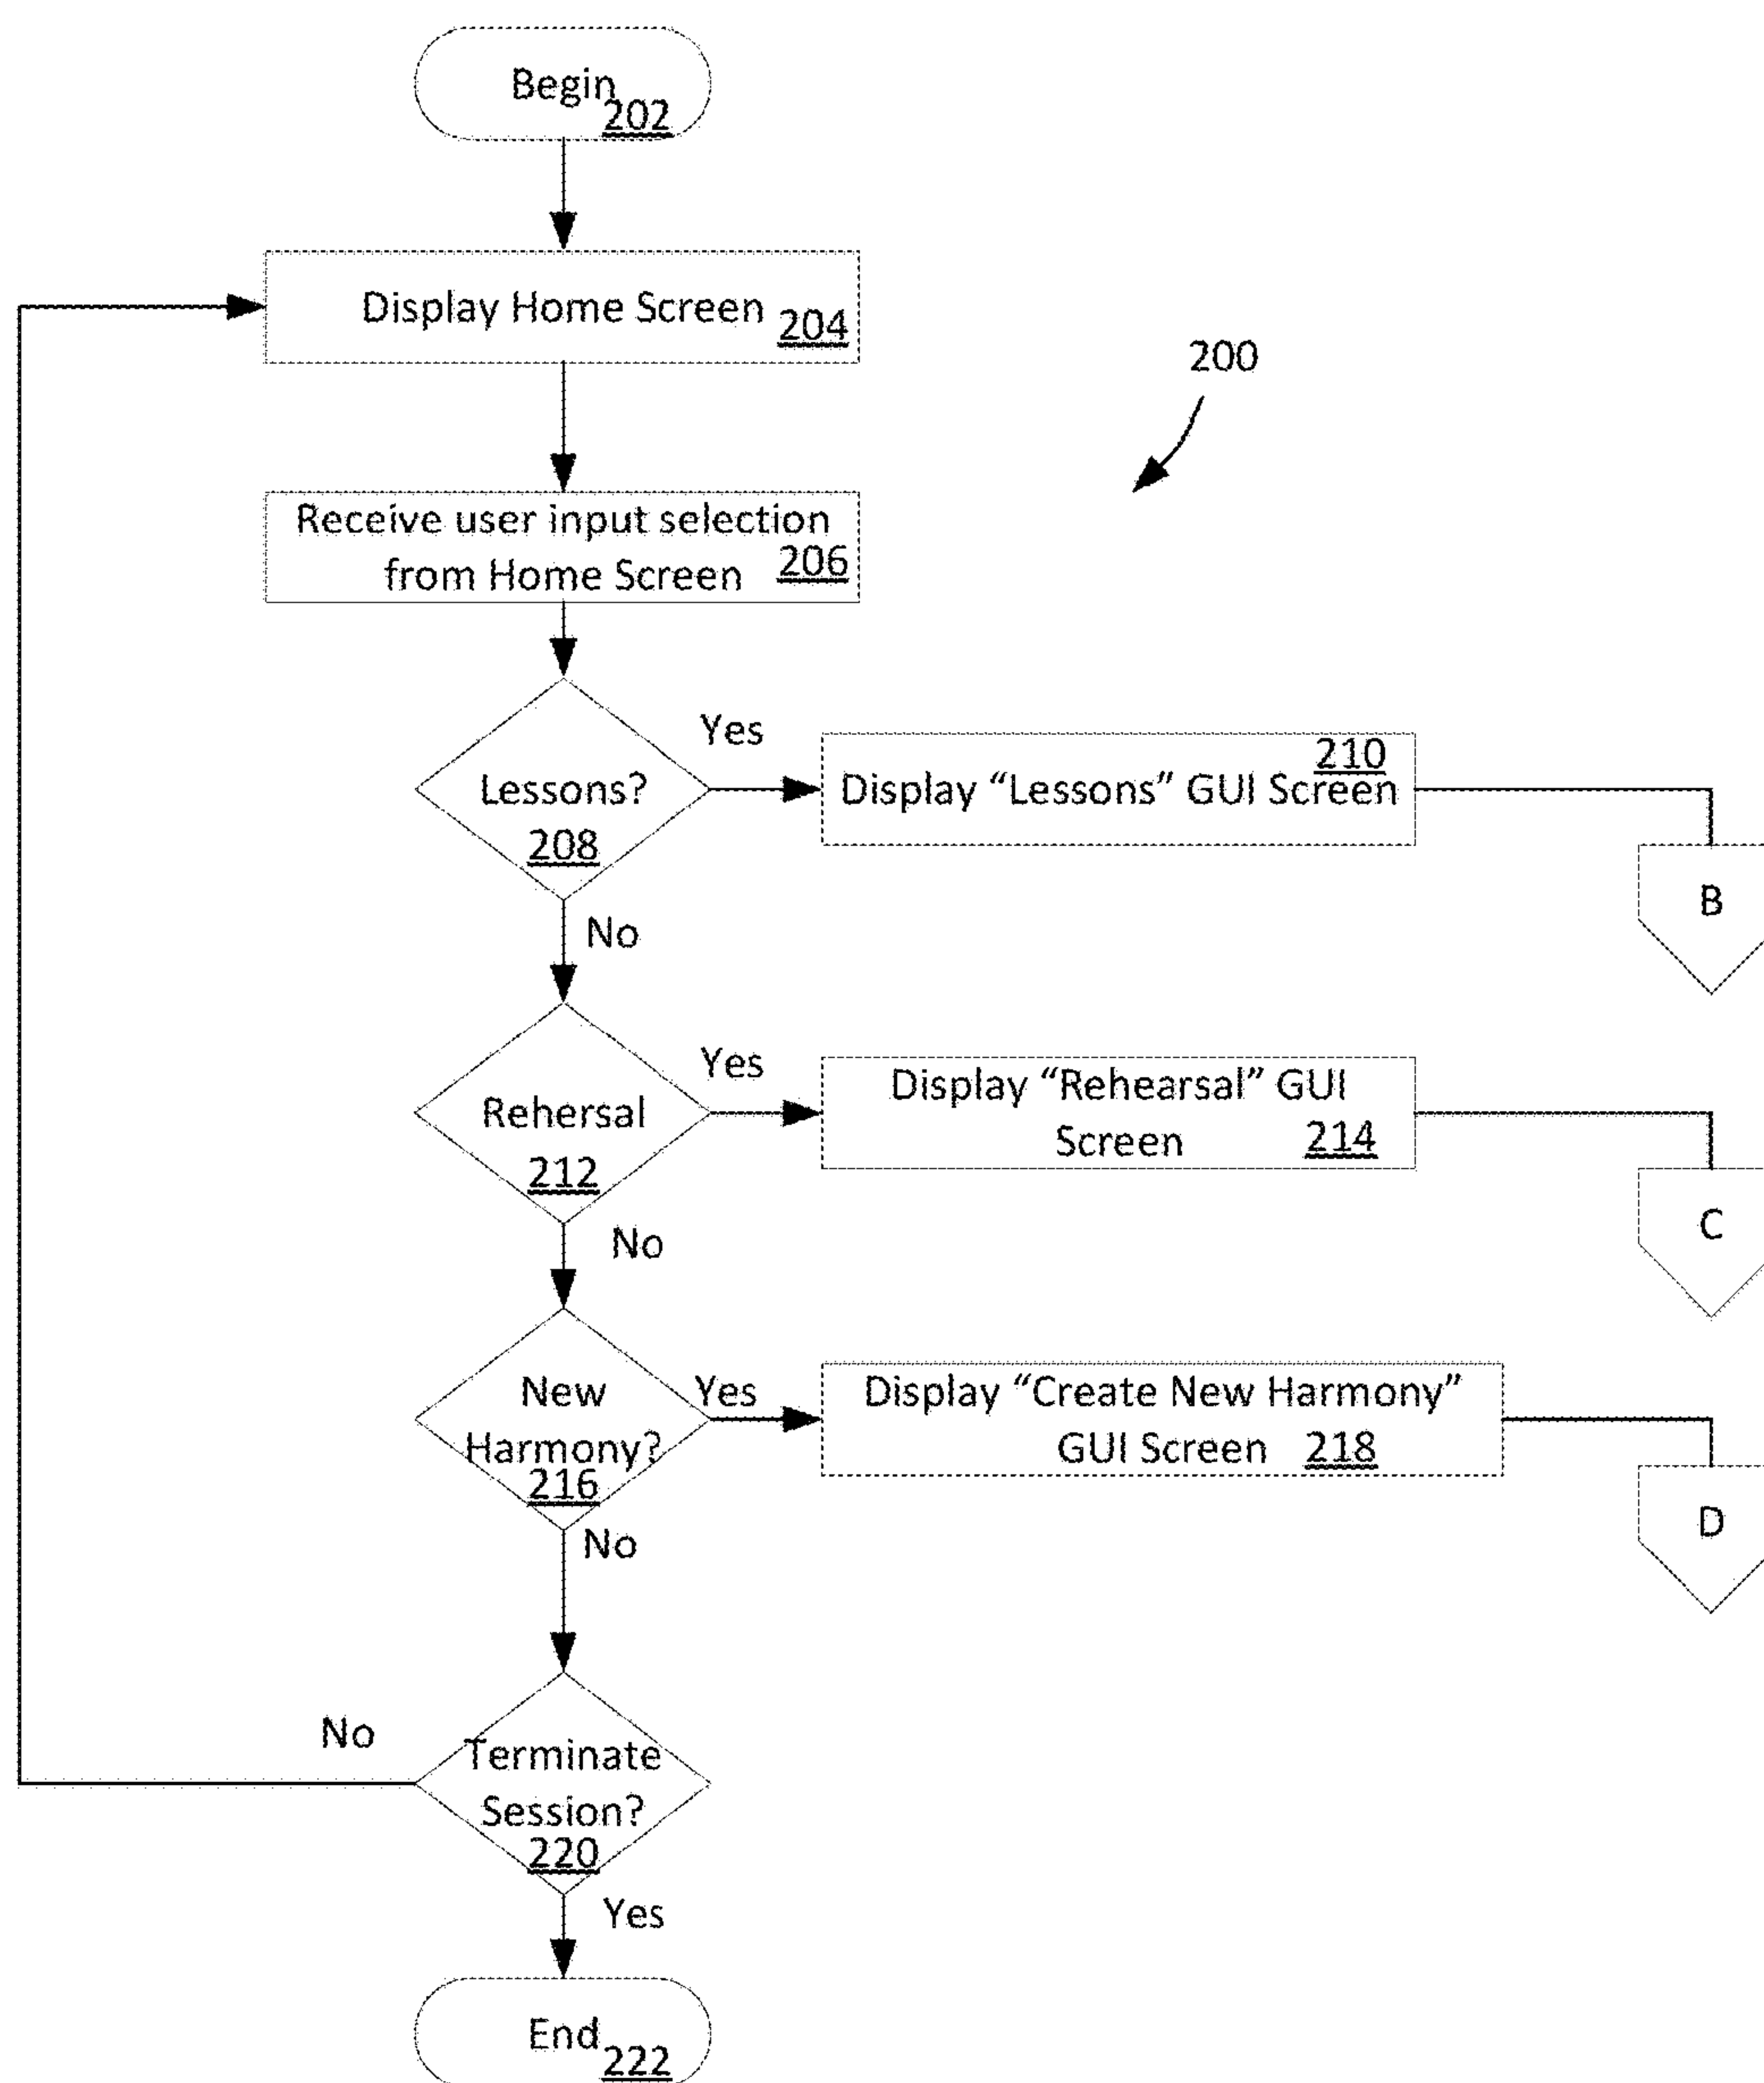 Begin
202
Display Home Screen
204
200
Receive user input selection
from Home Screen
206
Yes
Lessons?
208
210
Display “Lessons” GUI Screen
B
No
Yes
Rehersal
212
Display “Rehearsal” GUI
Screen
214
C
No
New
Harmony?
216
Yes
Display “Create New Harmony”
GUI Screen
218
D
No
No
Terminate
Session?
220
Yes
End
222